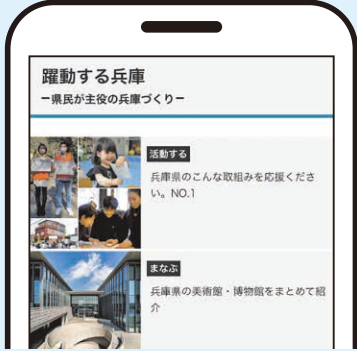 躍動する兵庫
ー県民が主役の兵庫づくりー
活動する
兵庫県のこんな取組みを応援くださ
い。NO.1
まなぶ
兵庫県の美術館・博物館をまとめて紹
介